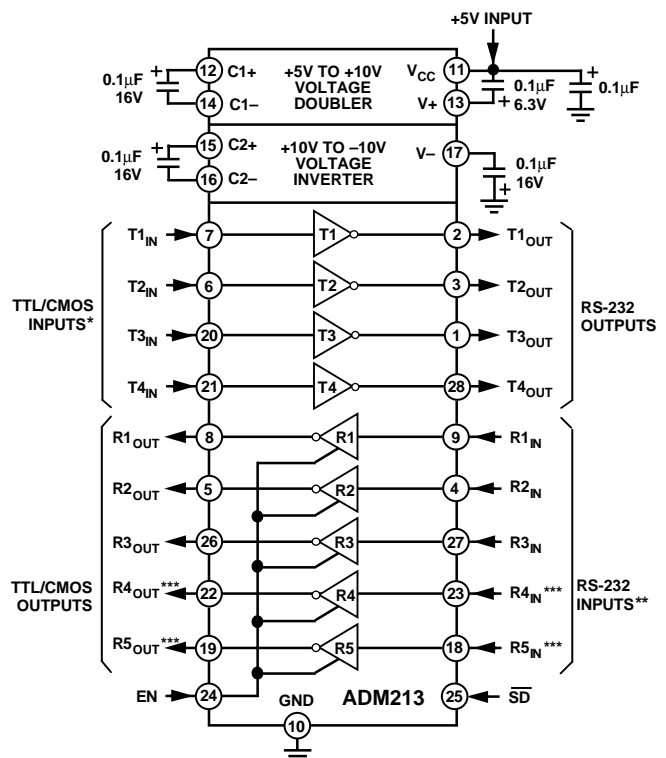 +5V INPUT
12 C1+ +5V TO +10V VOLTAGE DOUBLER VCC 11
0.1μF 16V +
14 C1– V+ 13
+ 0.1μF 6.3V
+ 0.1μF
15 C2+ +10V TO –10V VOLTAGE INVERTER V– 17
0.1μF 16V +
16 C2–
0.1μF + 16V
T1IN 7 T1 2 T1OUT
T2IN 6 T2 3 T2OUT
TTL/CMOS INPUTS*
RS-232 OUTPUTS
T3IN 20 T3 1 T3OUT
T4IN 21 T4 28 T4OUT
R1OUT 8 R1 9 R1IN
R2OUT 5 R2 4 R2IN
R3OUT 26 R3 27 R3IN
TTL/CMOS OUTPUTS
RS-232 INPUTS**
R4OUT*** 22 R4 23 R4IN***
R5OUT*** 19 R5 18 R5IN***
EN 24 GND ADM213 25 SD
10